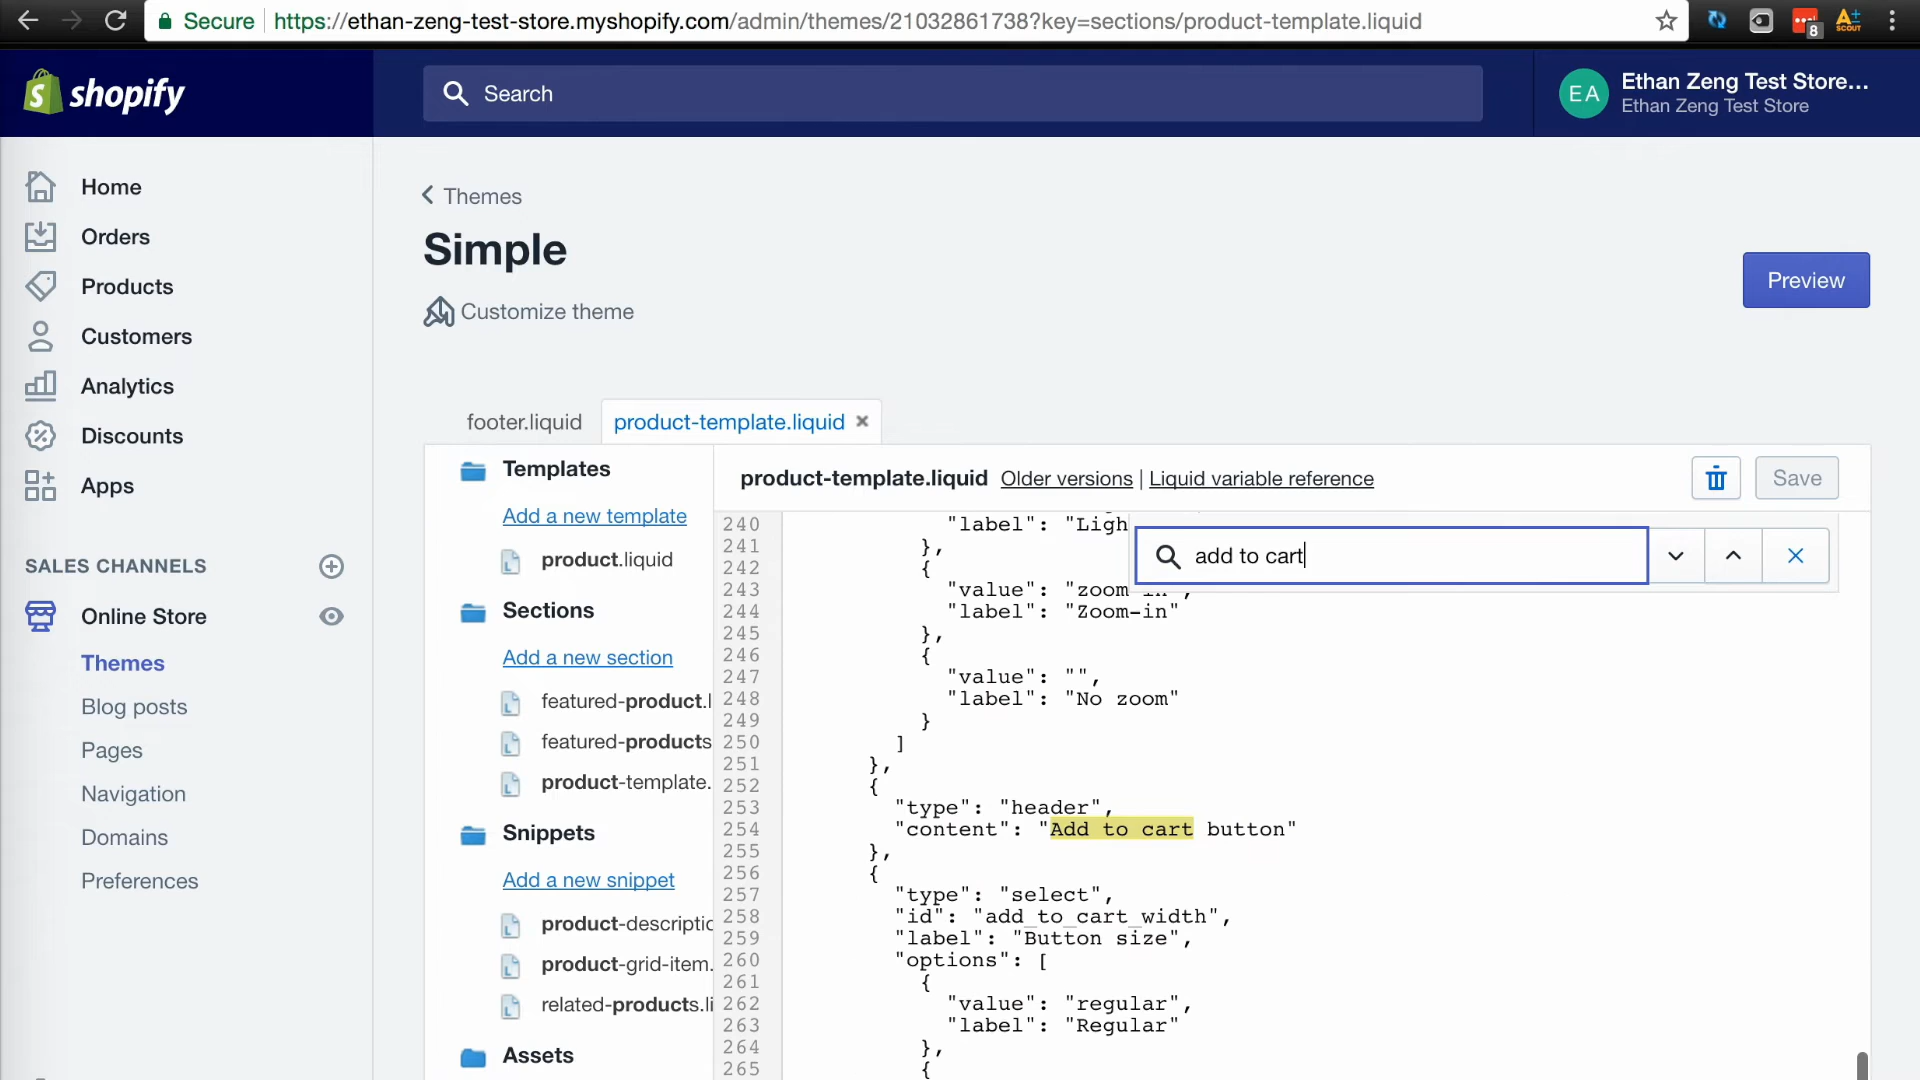 Secure https://ethan-zeng-test-store.myshopify.com/admin/themes/21032861738?key=sections/product-template.liquid
8
A+
SCOUT
shopify
Search
EA
Ethan Zeng Test Store...
Ethan Zeng Test Store
Home
Orders
Products
Customers
Analytics
Discounts
Apps
SALES CHANNELS
Online Store
Themes
Blog posts
Pages
Navigation
Domains
Preferences
Themes
Simple
Customize theme
Preview
footer.liquid
product-template.liquid
Templates
Add a new template
product.liquid
Sections
Add a new section
featured-product.l
featured-products
product-template.
Snippets
Add a new snippet
product-descriptio
product-grid-item.
related-products.li
Assets
product-template.liquid Older versions | Liquid variable reference
Save
add to cart
240 "label": "Ligh
241 },
242 {
243 "value": "zoom-in",
244 "label": "Zoom-in"
245 },
246 {
247 "value": "",
248 "label": "No zoom"
249 }
250 ]
251 },
252 {
253 "type": "header",
254 "content": "Add to cart button"
255 },
256 {
257 "type": "select",
258 "id": "add_to_cart_width",
259 "label": "Button size",
260 "options": [
261 {
262 "value": "regular",
263 "label": "Regular"
264 },
265 {